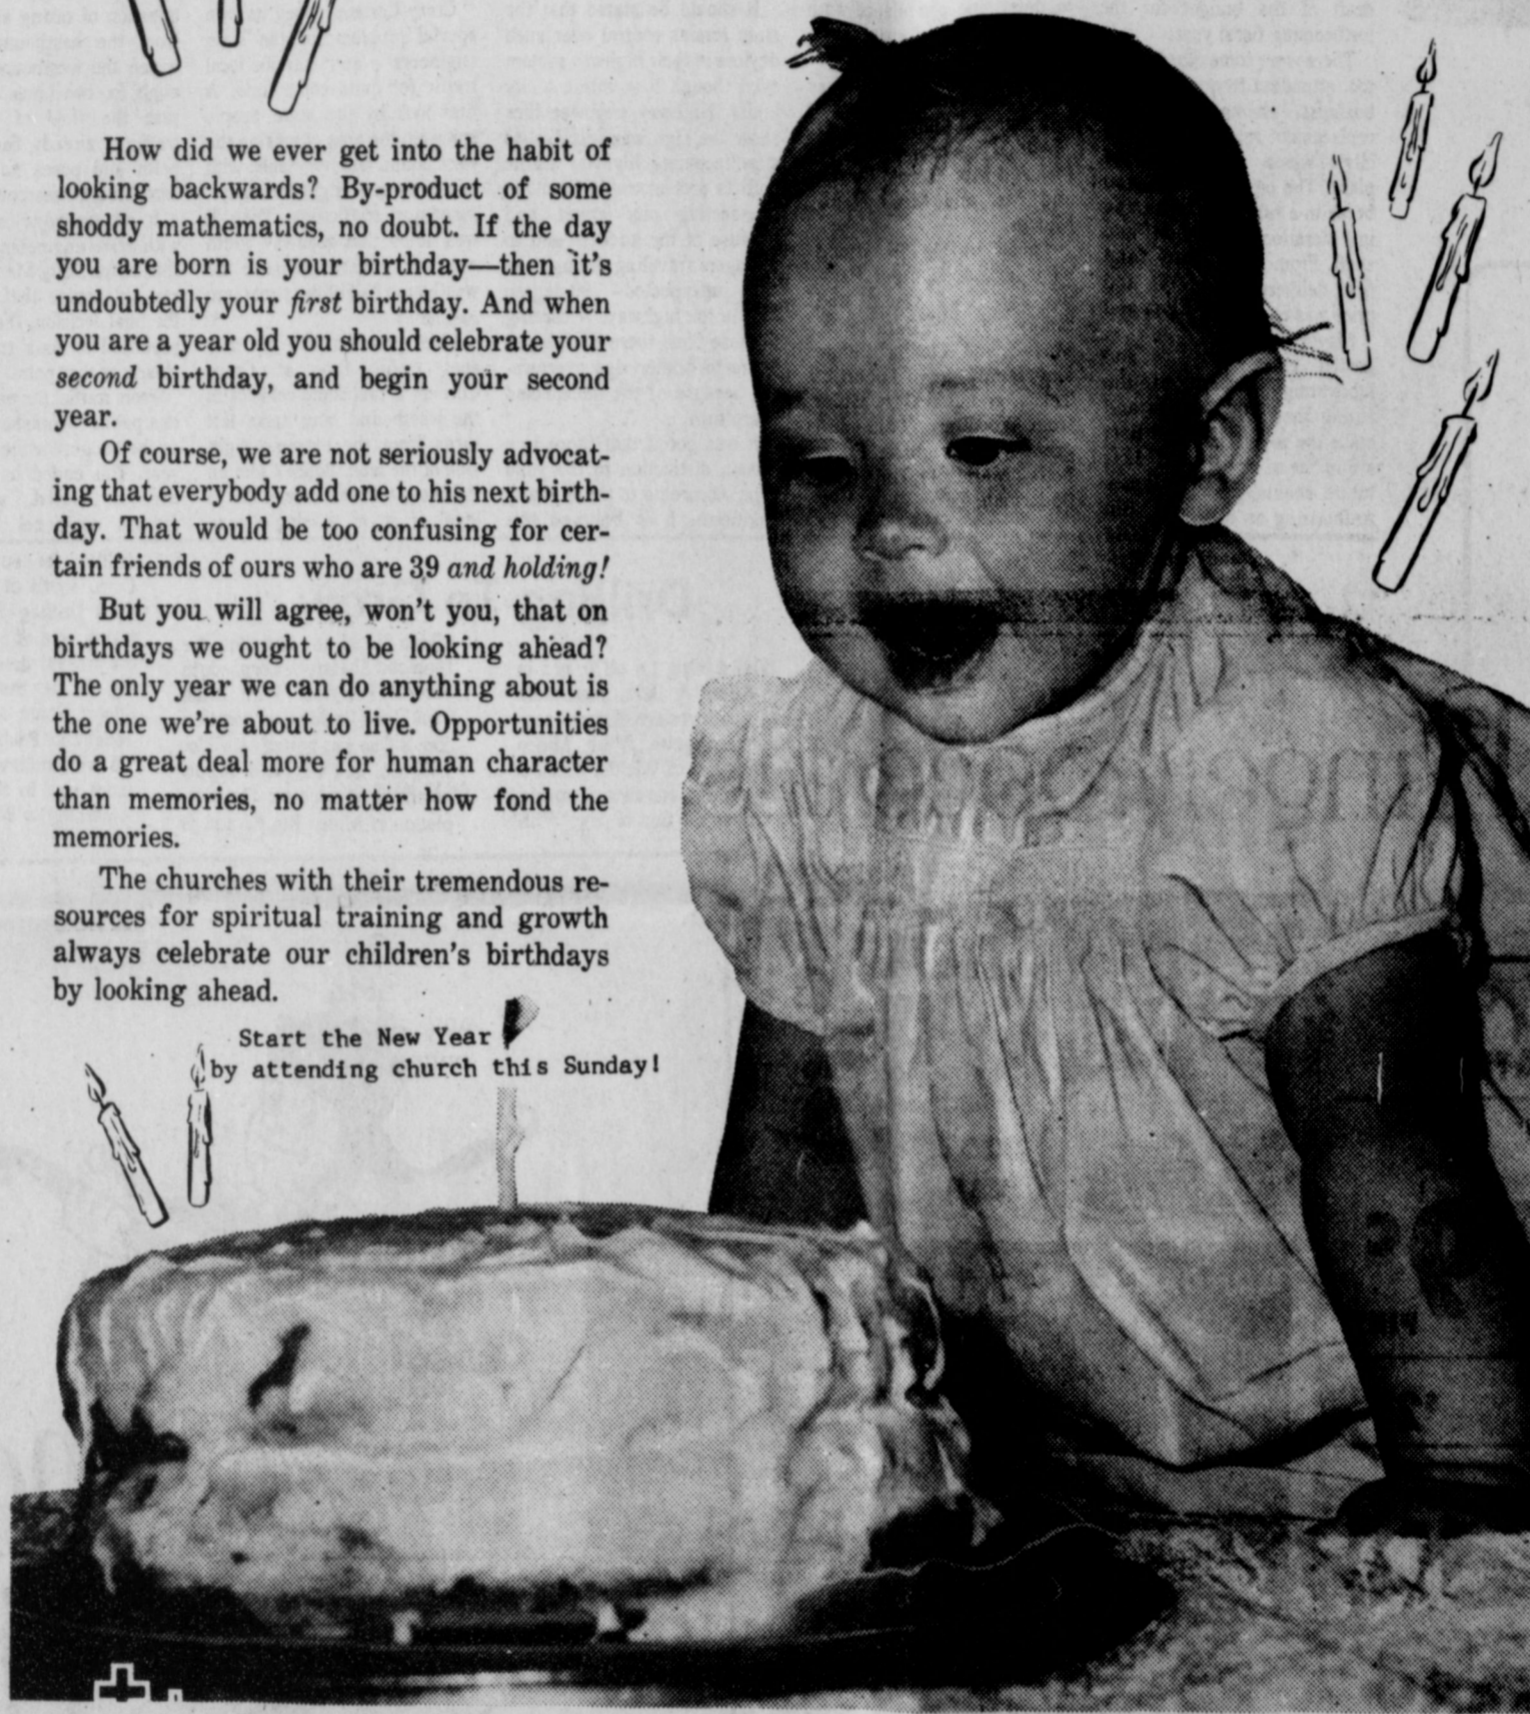 How did we ever get into the habit of
looking backwards? By-product of some
shoddy mathematics, no doubt. If the day
you are born is your birthday—then it's
undoubtedly your first birthday. And when
you are a year old you should celebrate your
second birthday, and begin your second
year.
Of course, we are not seriously advocat-
ing that everybody add one to his next birth-
day. That would be too confusing for cer-
tain friends of ours who are 39 and holding!
But you will agree, won't you, that on
birthdays we ought to be looking ahead?
The only year we can do anything about is
the one we're about to live. Opportunities
do a great deal more for human character
than memories, no matter how fond the
memories.
The churches with their tremendous re-
sources for spiritual training and growth
always celebrate our children's birthdays
by looking ahead.
Start the New Year
by attending church this Sunday!